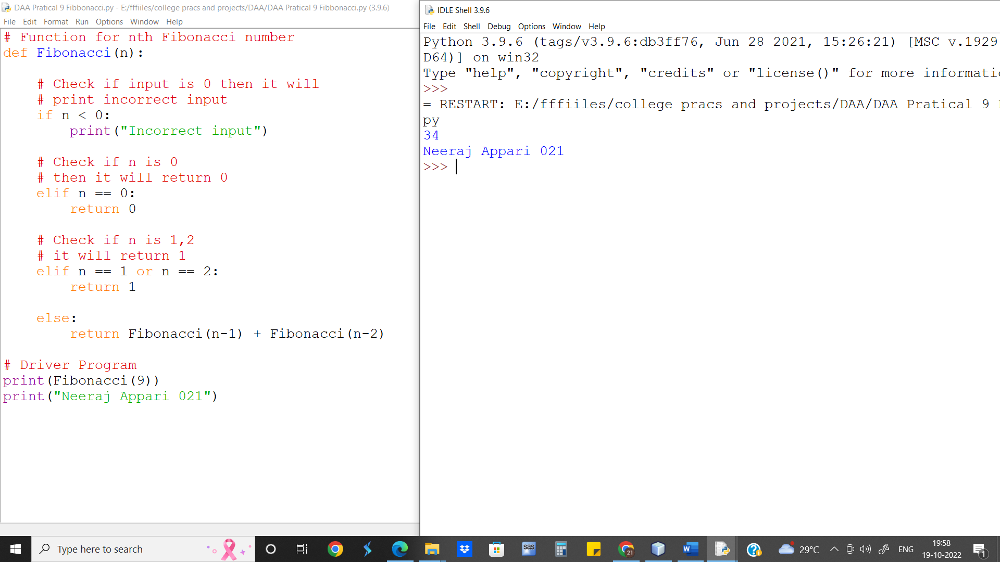 DAA Pratical 9 Fibbonacci.py - E:/fffiiles/college pracs and projects/DAA/DAA Pratical 9 Fibbonacci.py (3.9.6)
File Edit Format Run Options Window Help
# Function for nth Fibonacci number
def Fibonacci(n):
# Check if input is 0 then it will
# print incorrect input
if n < 0:
print("Incorrect input")
# Check if n is 0
# then it will return 0
elif n == 0:
return 0
# Check if n is 1,2
# it will return 1
elif n == 1 or n == 2:
return 1
else:
return Fibonacci(n-1) + Fibonacci(n-2)
# Driver Program
print(Fibonacci(9))
print("Neeraj Appari 021")
IDLE Shell 3.9.6
File Edit Shell Debug Options Window Help
Python 3.9.6 (tags/v3.9.6:db3ff76, Jun 28 2021, 15:26:21) [MSC v.1929
D64)] on win32
Type "help", "copyright", "credits" or "license()" for more informatio
>>>
= RESTART: E:/fffiiles/college pracs and projects/DAA/DAA Pratical 9
py
34
Neeraj Appari 021
>>>
Type here to search
sas
21
W
29°C
ENG
19:58
19-10-2022
1